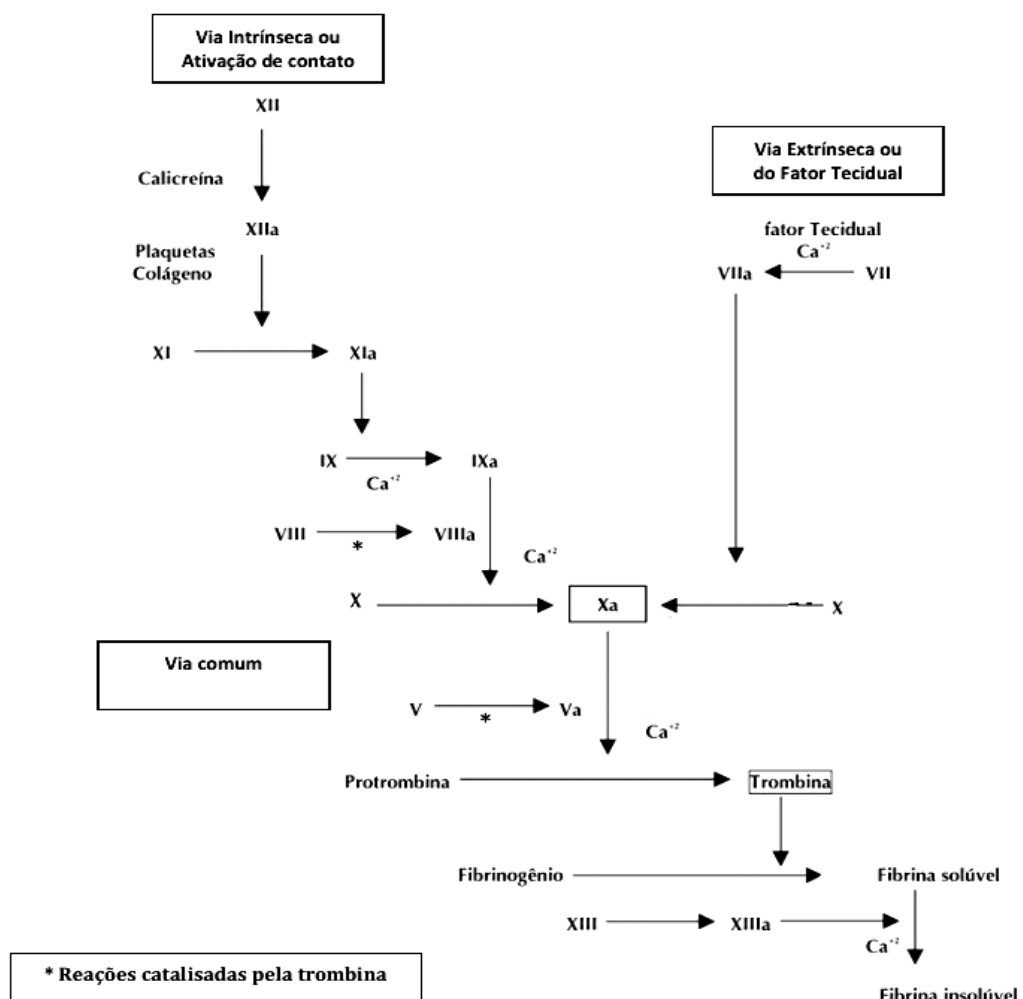 Via Intrínseca ou
Ativação de contato
XII
Via Extrínseca ou
do Fator Tecidual
Calicreína
XIIa
fator Tecidual
Ca⁺²
Plaquetas
Colágeno
VIIa
VII
XI
XIa
IX
IXa
Ca⁺²
VIII
VIIIa
*
Ca⁺²
X
Xa
X
Via comum
V
Va
*
Ca⁺²
Protrombina
Trombina
Fibrinogênio
Fibrina solúvel
XIII
XIIIa
Ca⁺²
* Reações catalisadas pela trombina
Fibrina insolúvel